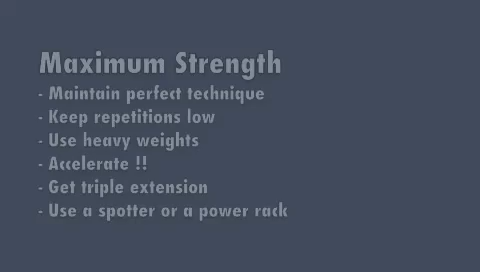 Maximum Strength
- Maintain perfect technique
- Keep repetitions low
- Use heavy weights
- Accelerate !!
- Get triple extension
- Use a spotter or a power rack